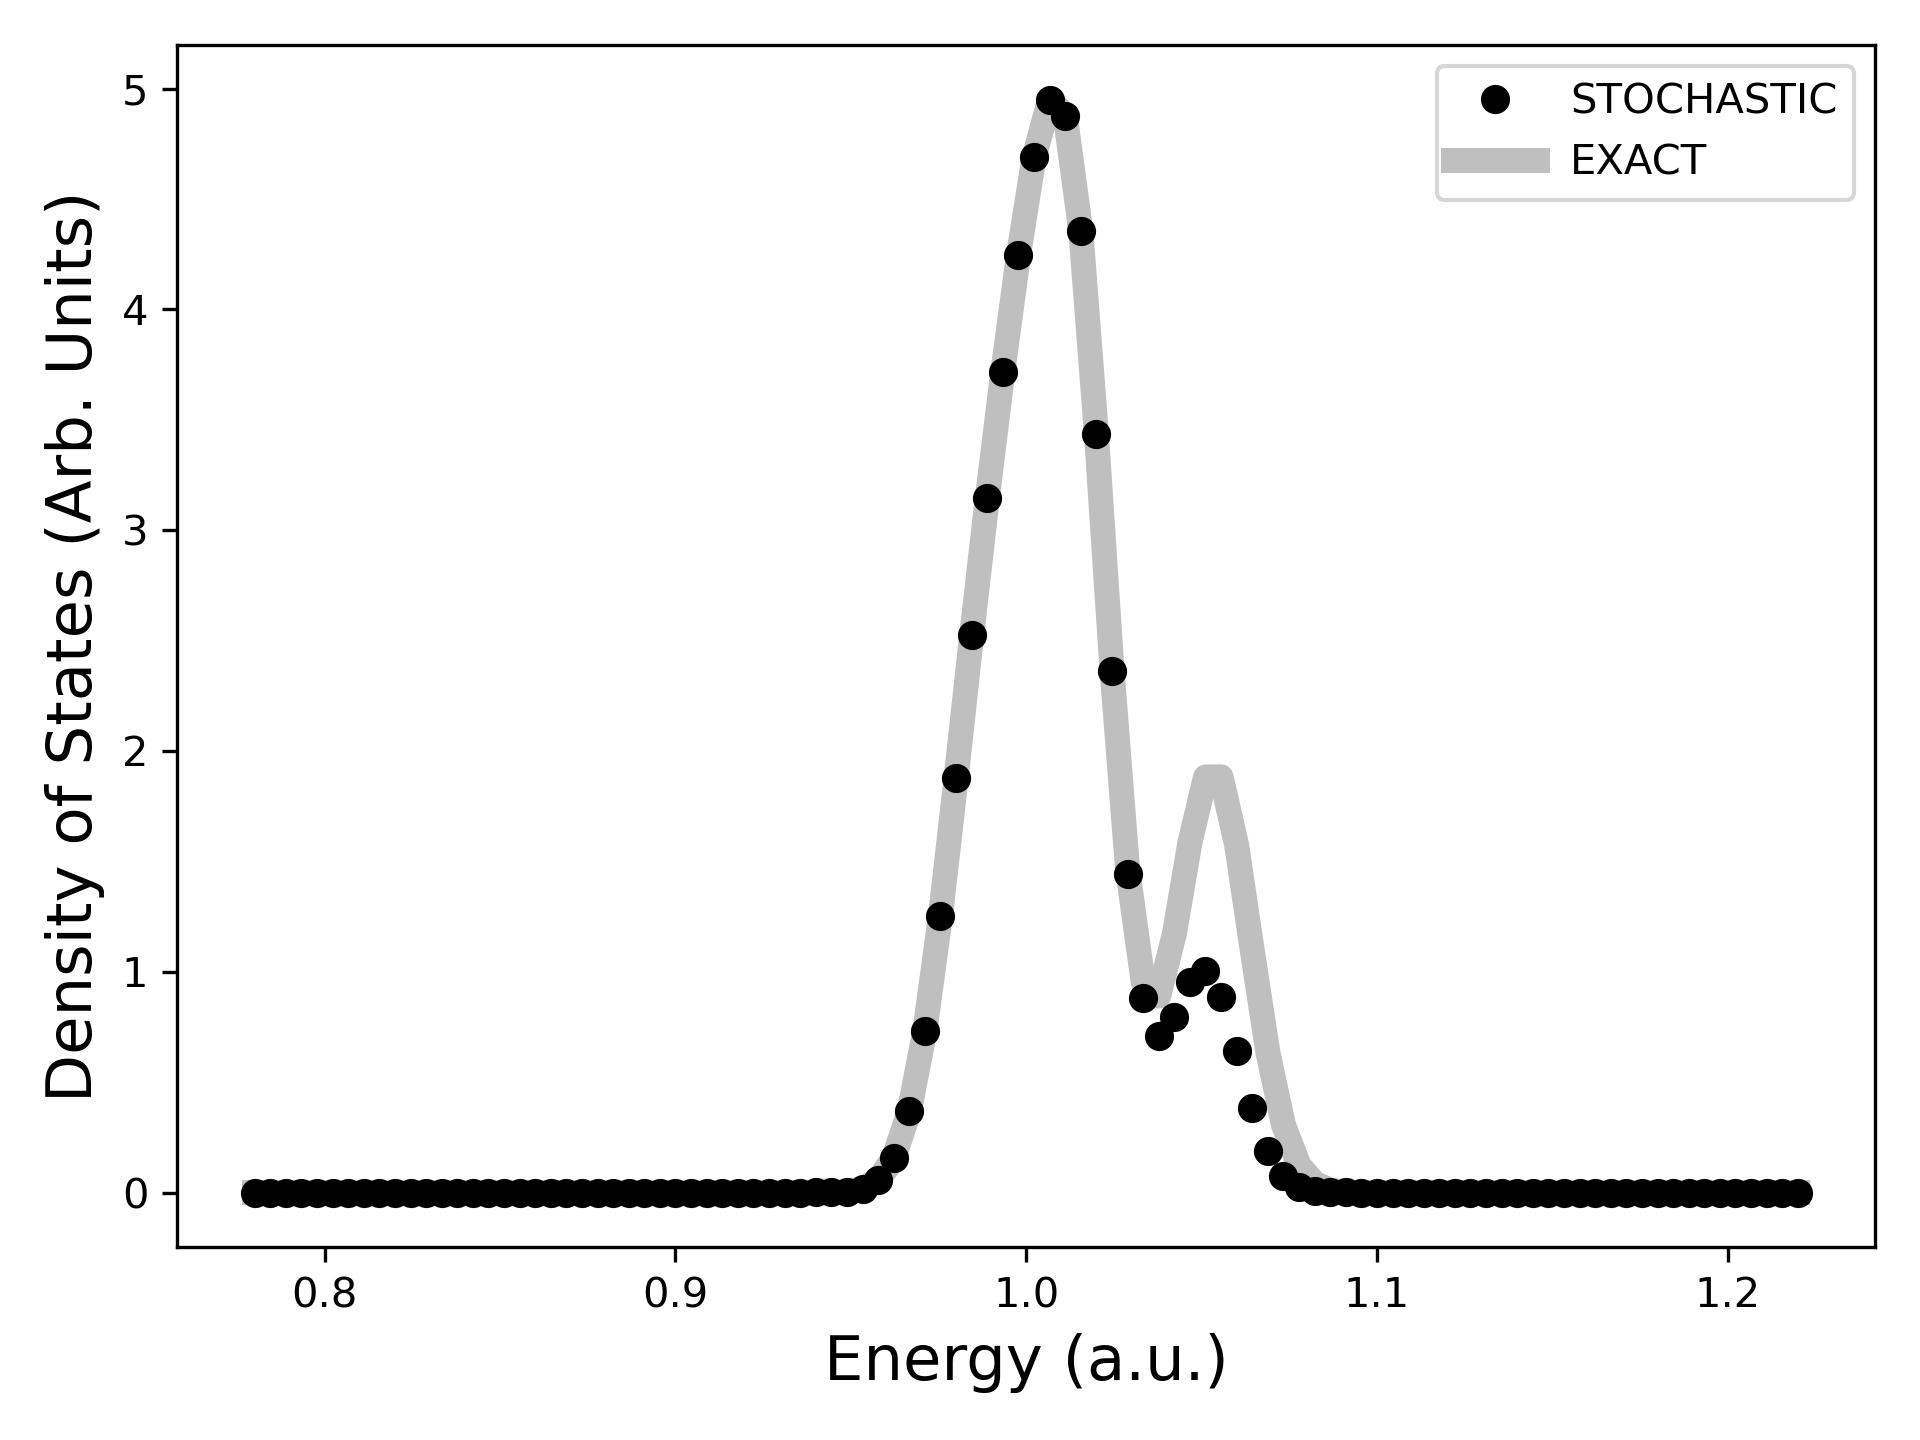 STOCHASTIC
EXACT
Density of States (Arb. Units)
5
4
3
2
1
0
0.8 0.9 1.0 1.1 1.2
Energy (a.u.)